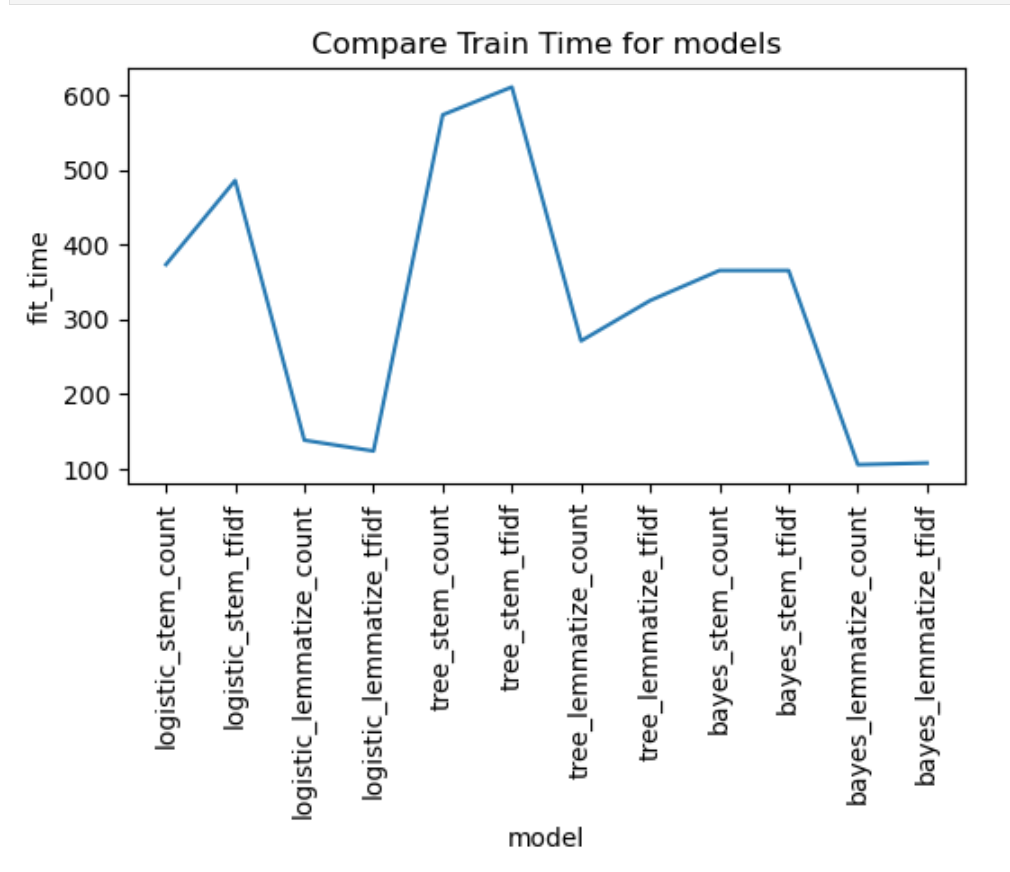 Compare Train Time for models
fit_time
600
500
400
300
200
100
logistic_stem_count
logistic_stem_tfidf
logistic_lemmatize_count
logistic_lemmatize_tfidf
tree_stem_count
tree_stem_tfidf
tree_lemmatize_count
tree_lemmatize_tfidf
bayes_stem_count
bayes_stem_tfidf
bayes_lemmatize_count
bayes_lemmatize_tfidf
model